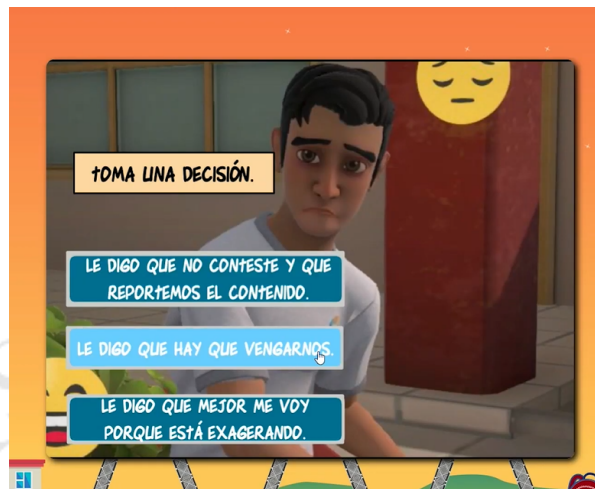 TOMA UNA DECISIÓN.
LE DIGO QUE NO CONTESTE Y QUE
REPORTEMOS EL CONTENIDO.
LE DIGO QUE HAY QUE VENGARNOS.
LE DIGO QUE MEJOR ME VOY
PORQUE ESTÁ EXAGERANDO.